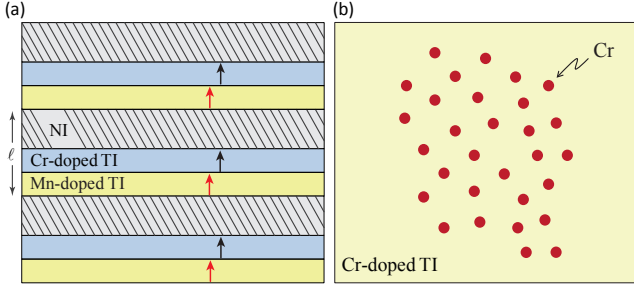 (a)
(b)
NI
ℓ
Cr-doped TI
Mn-doped TI
Cr
Cr-doped TI